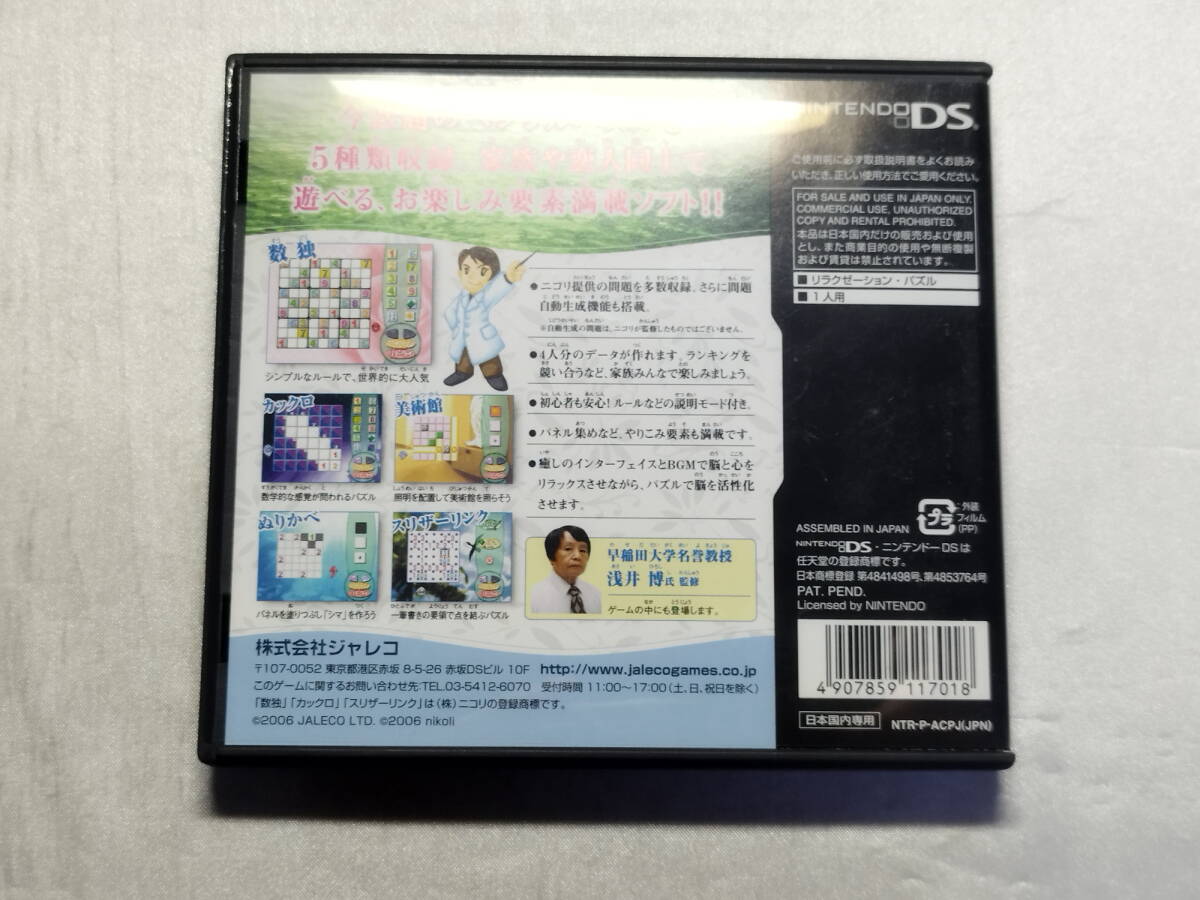 5種類収録
遊べる、お楽しみ要素満載ソフト!!
数独
シンプルなルールで、世界的に大人気
カックロ
数学的な感覚が問われるパズル
美術館
照明を配置して美術館を照らそう
ぬりかべ
パネルを塗りつぶし「シマ」を作ろう
スリザーリンク
一筆書きの要領で点を結ぶパズル
●ニコリ提供の問題を多数収録。さらに問題
自動生成機能も搭載。
※自動生成の問題は、ニコリが監修したものではございません。
●4人分のデータが作れます。ランキングを
競い合うなど、家族みんなで楽しみましょう。
●初心者も安心!ルールなどの説明モード付き。
●パネル集めなど、やりこみ要素も満載です。
●癒しのインターフェイスとBGMで脳と心を
リラックスさせながら、パズルで脳を活性化
させます。
早稲田大学名誉教授
浅井 博氏 監修
ゲームの中にも登場します。
株式会社ジャレコ
〒107-0052 東京都港区赤坂 8-5-26 赤坂DSビル 10F http://www.jalecogames.co.jp
このゲームに関するお問い合わせ先:TEL.03-5412-6070 受付時間 11:00~17:00(土、日、祝日を除く)
「数独」「カックロ」「スリザーリンク」は(株)ニコリの登録商標です。
©2006 JALECO LTD. ©2006 nikoli
NINTENDO DS
ご使用前に必ず取扱説明書をよくお読み
いただき、正しい使用方法でご愛用ください。
FOR SALE AND USE IN JAPAN ONLY.
COMMERCIAL USE, UNAUTHORIZED
COPY AND RENTAL PROHIBITED.
本品は日本国内だけの販売および使用
とし、また商業目的の使用や無断複製
および賃貸は禁止されています。
■リラクゼーション・パズル
■1人用
プラ
:外装
フィルム
(PP)
ASSEMBLED IN JAPAN
NINTENDO DS・ニンテンドーDSは
任天堂の登録商標です。
日本商標登録 第4841498号、第4853764号
PAT. PEND.
Licensed by NINTENDO
4 907859 117018
日本国内専用
NTR-P-ACPJ(JPN)